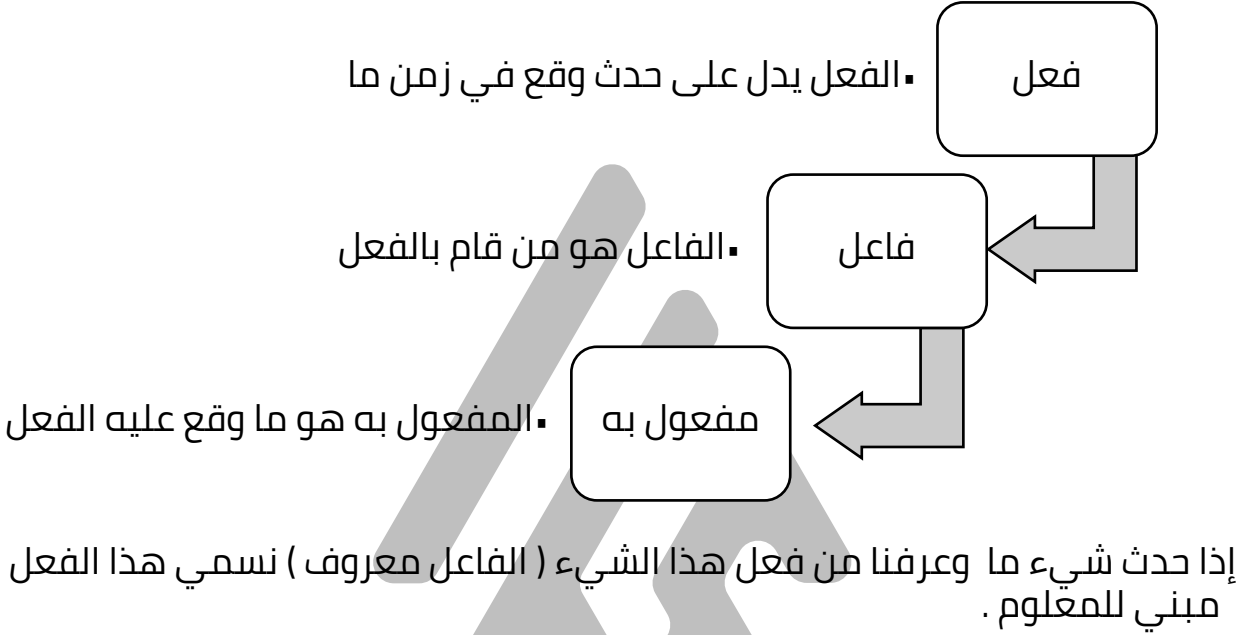 فعل
▪الفعل يدل على حدث وقع في زمن ما
فاعل
▪الفاعل هو من قام بالفعل
مفعول به
▪المفعول به هو ما وقع عليه الفعل
إذا حدث شيء ما وعرفنا من فعل هذا الشيء ( الفاعل معروف ) نسمي هذا الفعل
مبني للمعلوم .